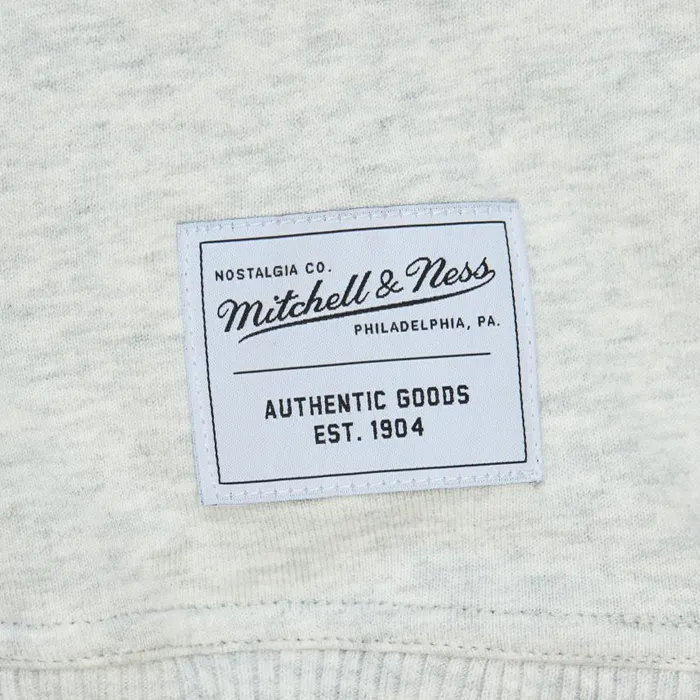 NOSTALGIA CO.
Mitchell & Ness
PHILADELPHIA, PA.
AUTHENTIC GOODS
EST. 1904